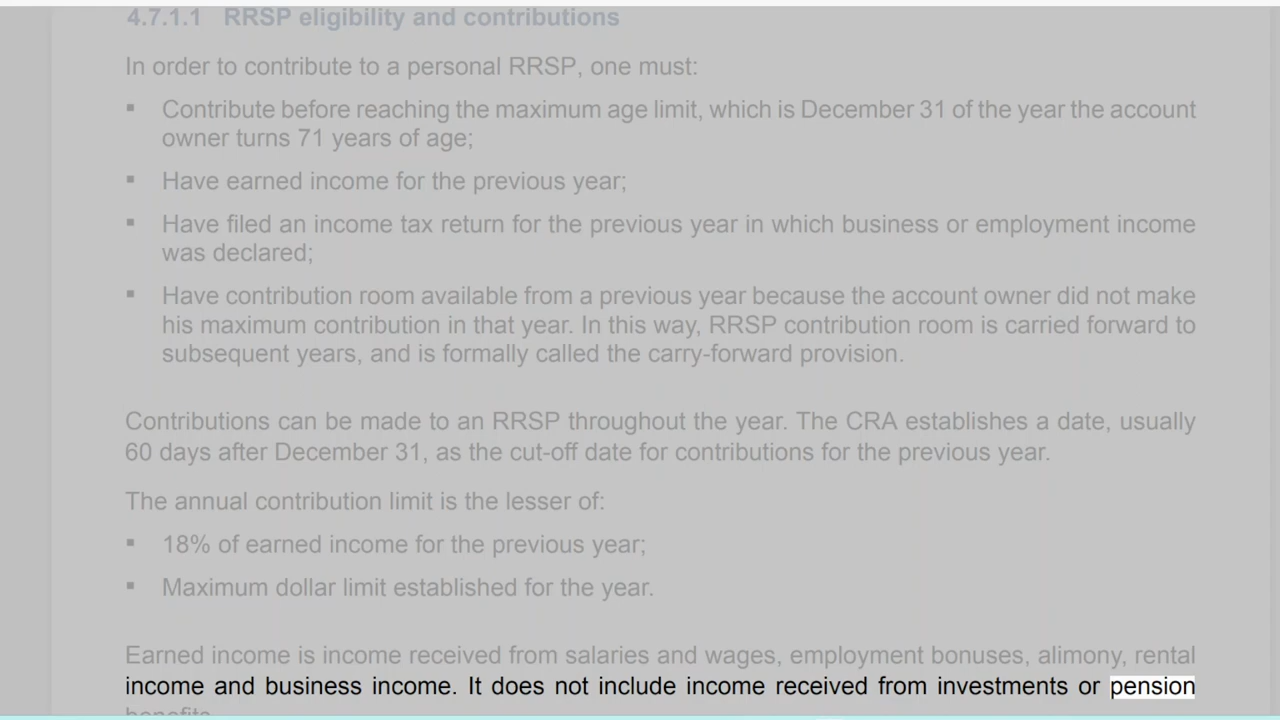 4.7.1.1 RRSP eligibility and contributions
In order to contribute to a personal RRSP, one must:
▪ Contribute before reaching the maximum age limit, which is December 31 of the year the account
owner turns 71 years of age;
▪ Have earned income for the previous year;
▪ Have filed an income tax return for the previous year in which business or employment income
was declared;
▪ Have contribution room available from a previous year because the account owner did not make
his maximum contribution in that year. In this way, RRSP contribution room is carried forward to
subsequent years, and is formally called the carry-forward provision.
Contributions can be made to an RRSP throughout the year. The CRA establishes a date, usually
60 days after December 31, as the cut-off date for contributions for the previous year.
The annual contribution limit is the lesser of:
▪ 18% of earned income for the previous year;
▪ Maximum dollar limit established for the year.
Earned income is income received from salaries and wages, employment bonuses, alimony, rental
income and business income. It does not include income received from investments or pension
benefits.